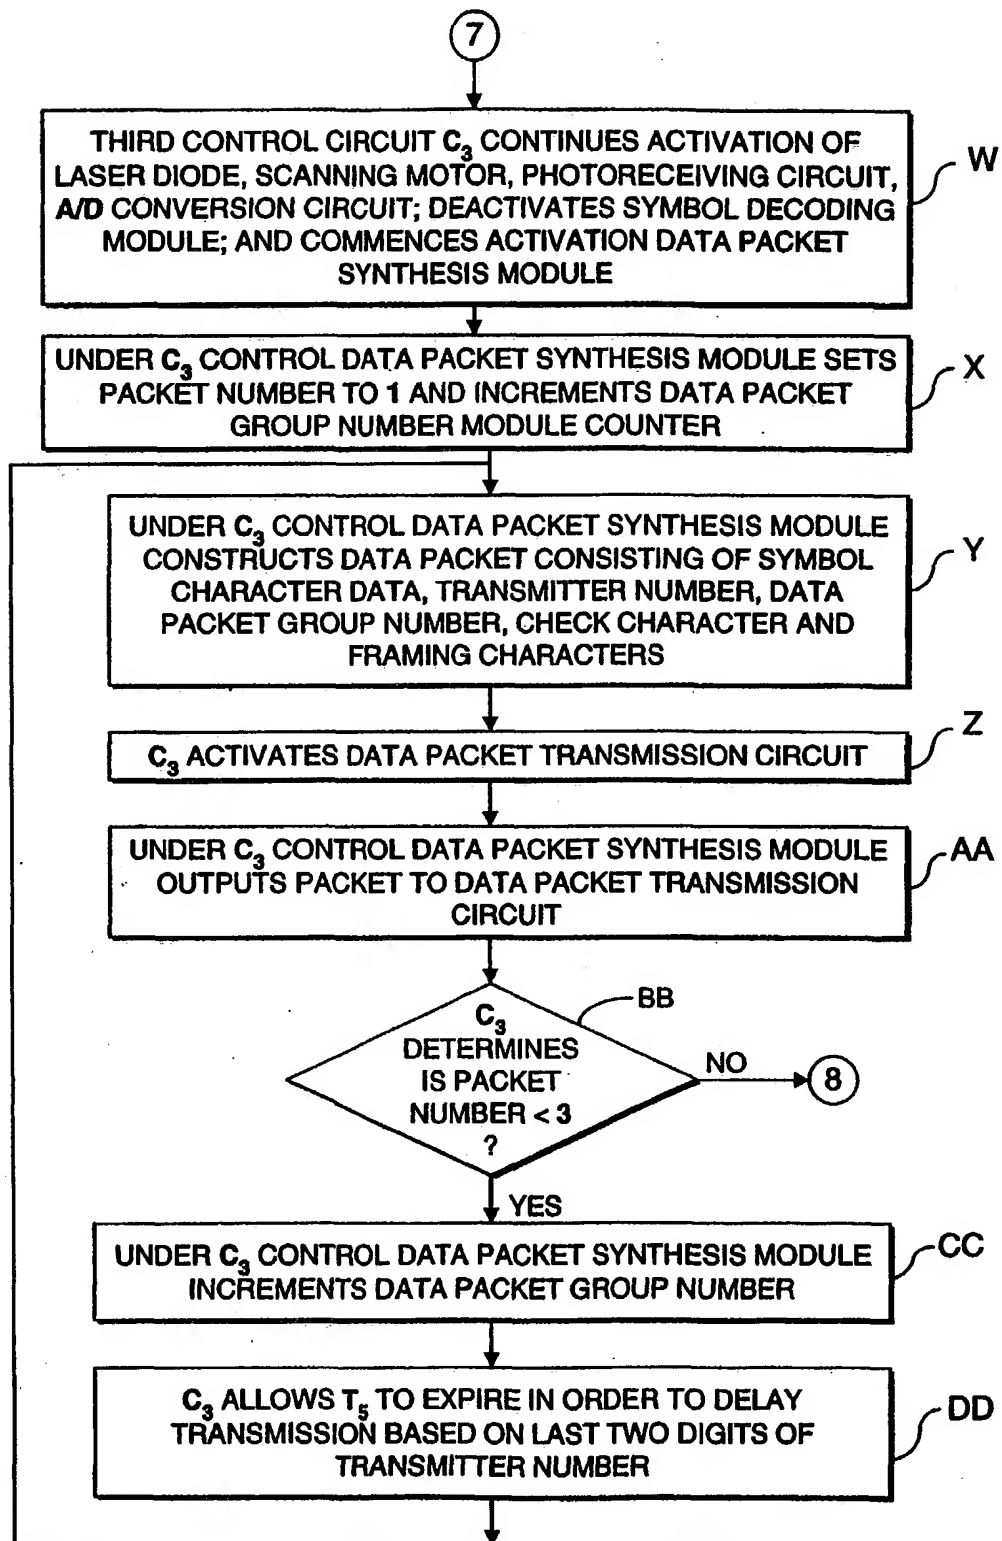 7
THIRD CONTROL CIRCUIT C₃ CONTINUES ACTIVATION OF
LASER DIODE, SCANNING MOTOR, PHOTORECEIVING CIRCUIT,
A/D CONVERSION CIRCUIT; DEACTIVATES SYMBOL DECODING
MODULE; AND COMMENCES ACTIVATION DATA PACKET
SYNTHESIS MODULE
W
UNDER C₃ CONTROL DATA PACKET SYNTHESIS MODULE SETS
PACKET NUMBER TO 1 AND INCREMENTS DATA PACKET
GROUP NUMBER MODULE COUNTER
X
UNDER C₃ CONTROL DATA PACKET SYNTHESIS MODULE
CONSTRUCTS DATA PACKET CONSISTING OF SYMBOL
CHARACTER DATA, TRANSMITTER NUMBER, DATA
PACKET GROUP NUMBER, CHECK CHARACTER AND
FRAMING CHARACTERS
Y
C₃ ACTIVATES DATA PACKET TRANSMISSION CIRCUIT
Z
UNDER C₃ CONTROL DATA PACKET SYNTHESIS MODULE
OUTPUTS PACKET TO DATA PACKET TRANSMISSION
CIRCUIT
AA
C₃
DETERMINES
IS PACKET
NUMBER < 3
?
BB
NO
8
YES
UNDER C₃ CONTROL DATA PACKET SYNTHESIS MODULE
INCREMENTS DATA PACKET GROUP NUMBER
CC
C₃ ALLOWS T₅ TO EXPIRE IN ORDER TO DELAY
TRANSMISSION BASED ON LAST TWO DIGITS OF
TRANSMITTER NUMBER
DD